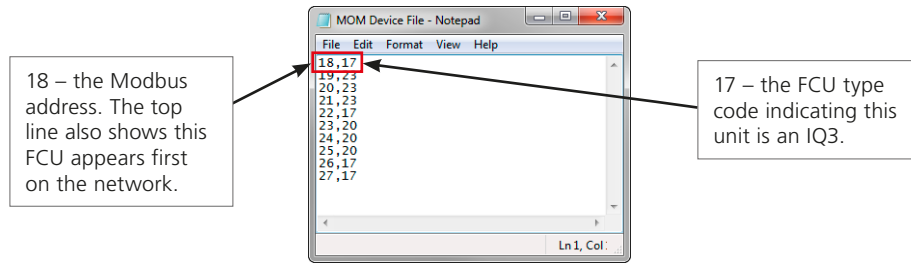 MOM Device File - Notepad
File Edit Format View Help
18 – the Modbus
address. The top
line also shows this
FCU appears first
on the network.
18,17
19,23
20,23
21,23
22,17
23,20
24,20
25,20
26,17
27,17
17 – the FCU type
code indicating this
unit is an IQ3.
Ln 1, Col